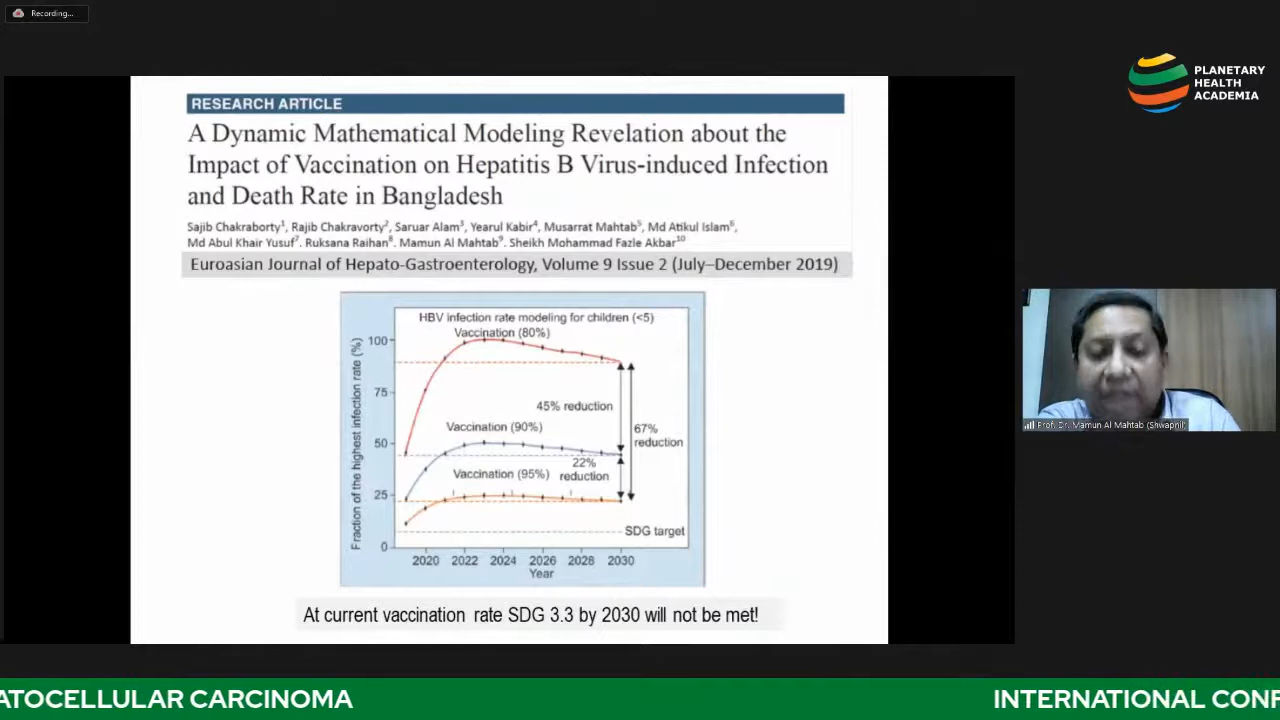 Recording...
PLANETARY
HEALTH
ACADEMIA
RESEARCH ARTICLE
A Dynamic Mathematical Modeling Revelation about the
Impact of Vaccination on Hepatitis B Virus-induced Infection
and Death Rate in Bangladesh
Sajib Chakraborty1, Rajib Chakravorty2, Saruar Alam3, Yearul Kabir4, Musarrat Mahtab5, Md Atikul Islam6,
Md Abul Khair Yusuf7, Ruksana Raihan8, Mamun Al Mahtab9, Sheikh Mohammad Fazle Akbar10
Euroasian Journal of Hepato-Gastroenterology, Volume 9 Issue 2 (July–December 2019)
HBV infection rate modeling for children (<5)
Vaccination (80%)
Fraction of the highest infection rate (%)
100
75
50
25
0
45% reduction
Vaccination (90%)
67%
reduction
22%
reduction
Vaccination (95%)
SDG target
2020 2022 2024 2026 2028 2030
Year
At current vaccination rate SDG 3.3 by 2030 will not be met!
Prof. Dr. Mamun Al Mahtab (Shwapnil)
ATOCELLULAR CARCINOMA
INTERNATIONAL CONF